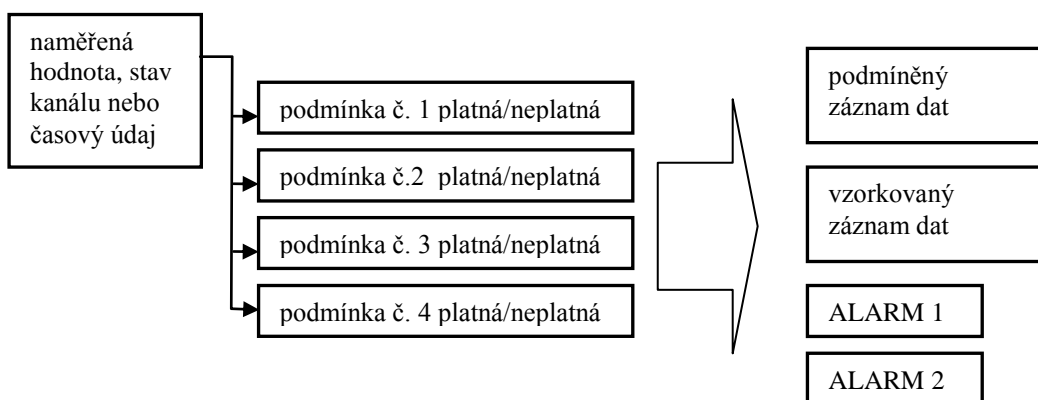 naměřená
hodnota, stav
kanálu nebo
časový údaj
podmínka č. 1 platná/neplatná
podmínka č.2 platná/neplatná
podmínka č. 3 platná/neplatná
podmínka č. 4 platná/neplatná
podmíněný
záznam dat
vzorkovaný
záznam dat
ALARM 1
ALARM 2